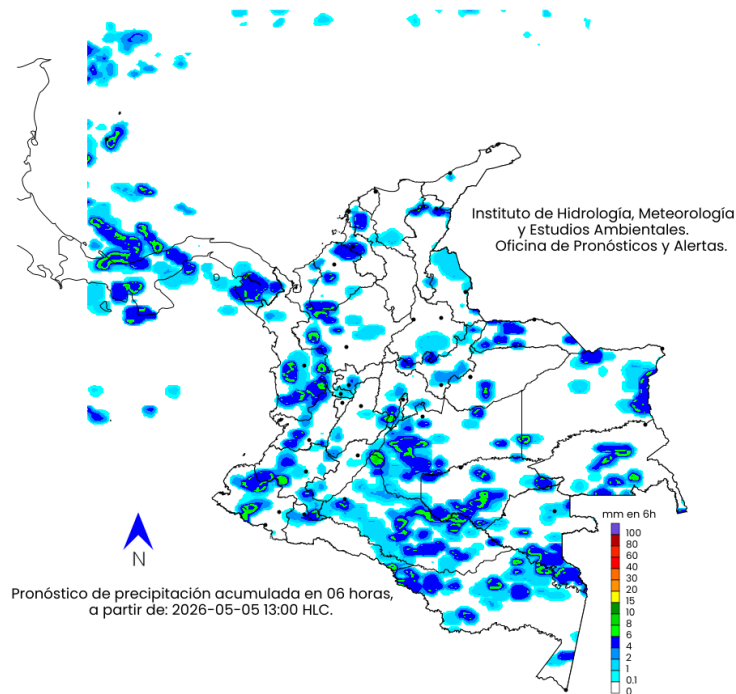 Instituto de Hidrología, Meteorología
y Estudios Ambientales.
Oficina de Pronósticos y Alertas.
N
Pronóstico de precipitación acumulada en 06 horas,
a partir de: 2026-05-05 13:00 HLC.
mm en 6h
100
80
60
40
30
20
15
10
8
6
4
2
1
0.1
0